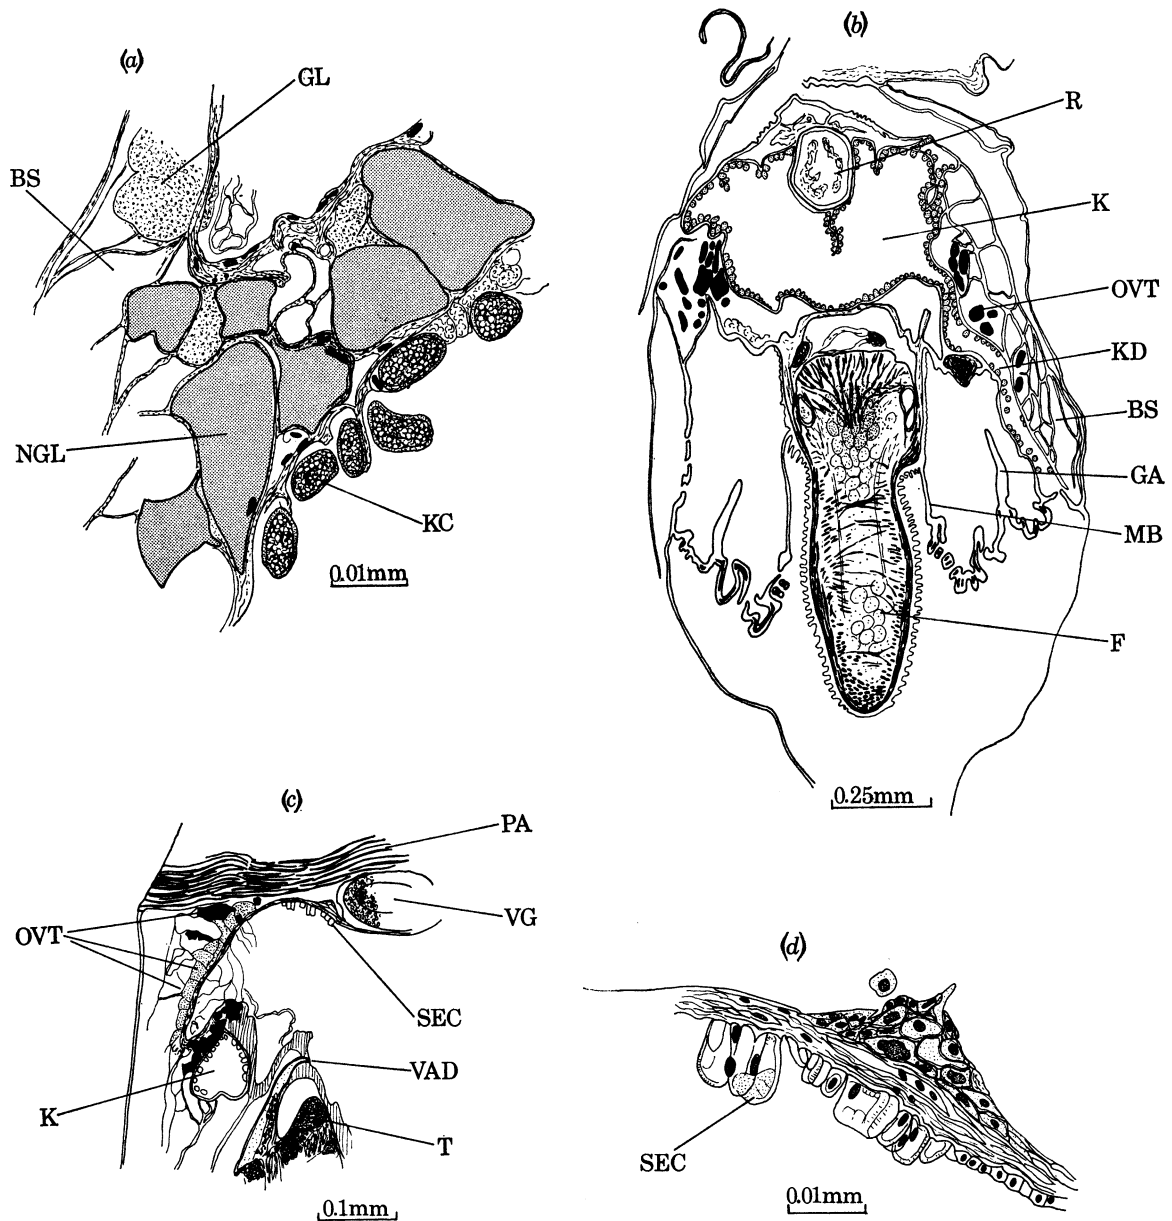 (a)
GL
BS
NGL
KC
0.01mm
(b)
R
K
OVT
KD
BS
GA
MB
F
0.25mm
(c)
PA
VG
OVT
SEC
VAD
K
T
0.1mm
(d)
SEC
0.01mm